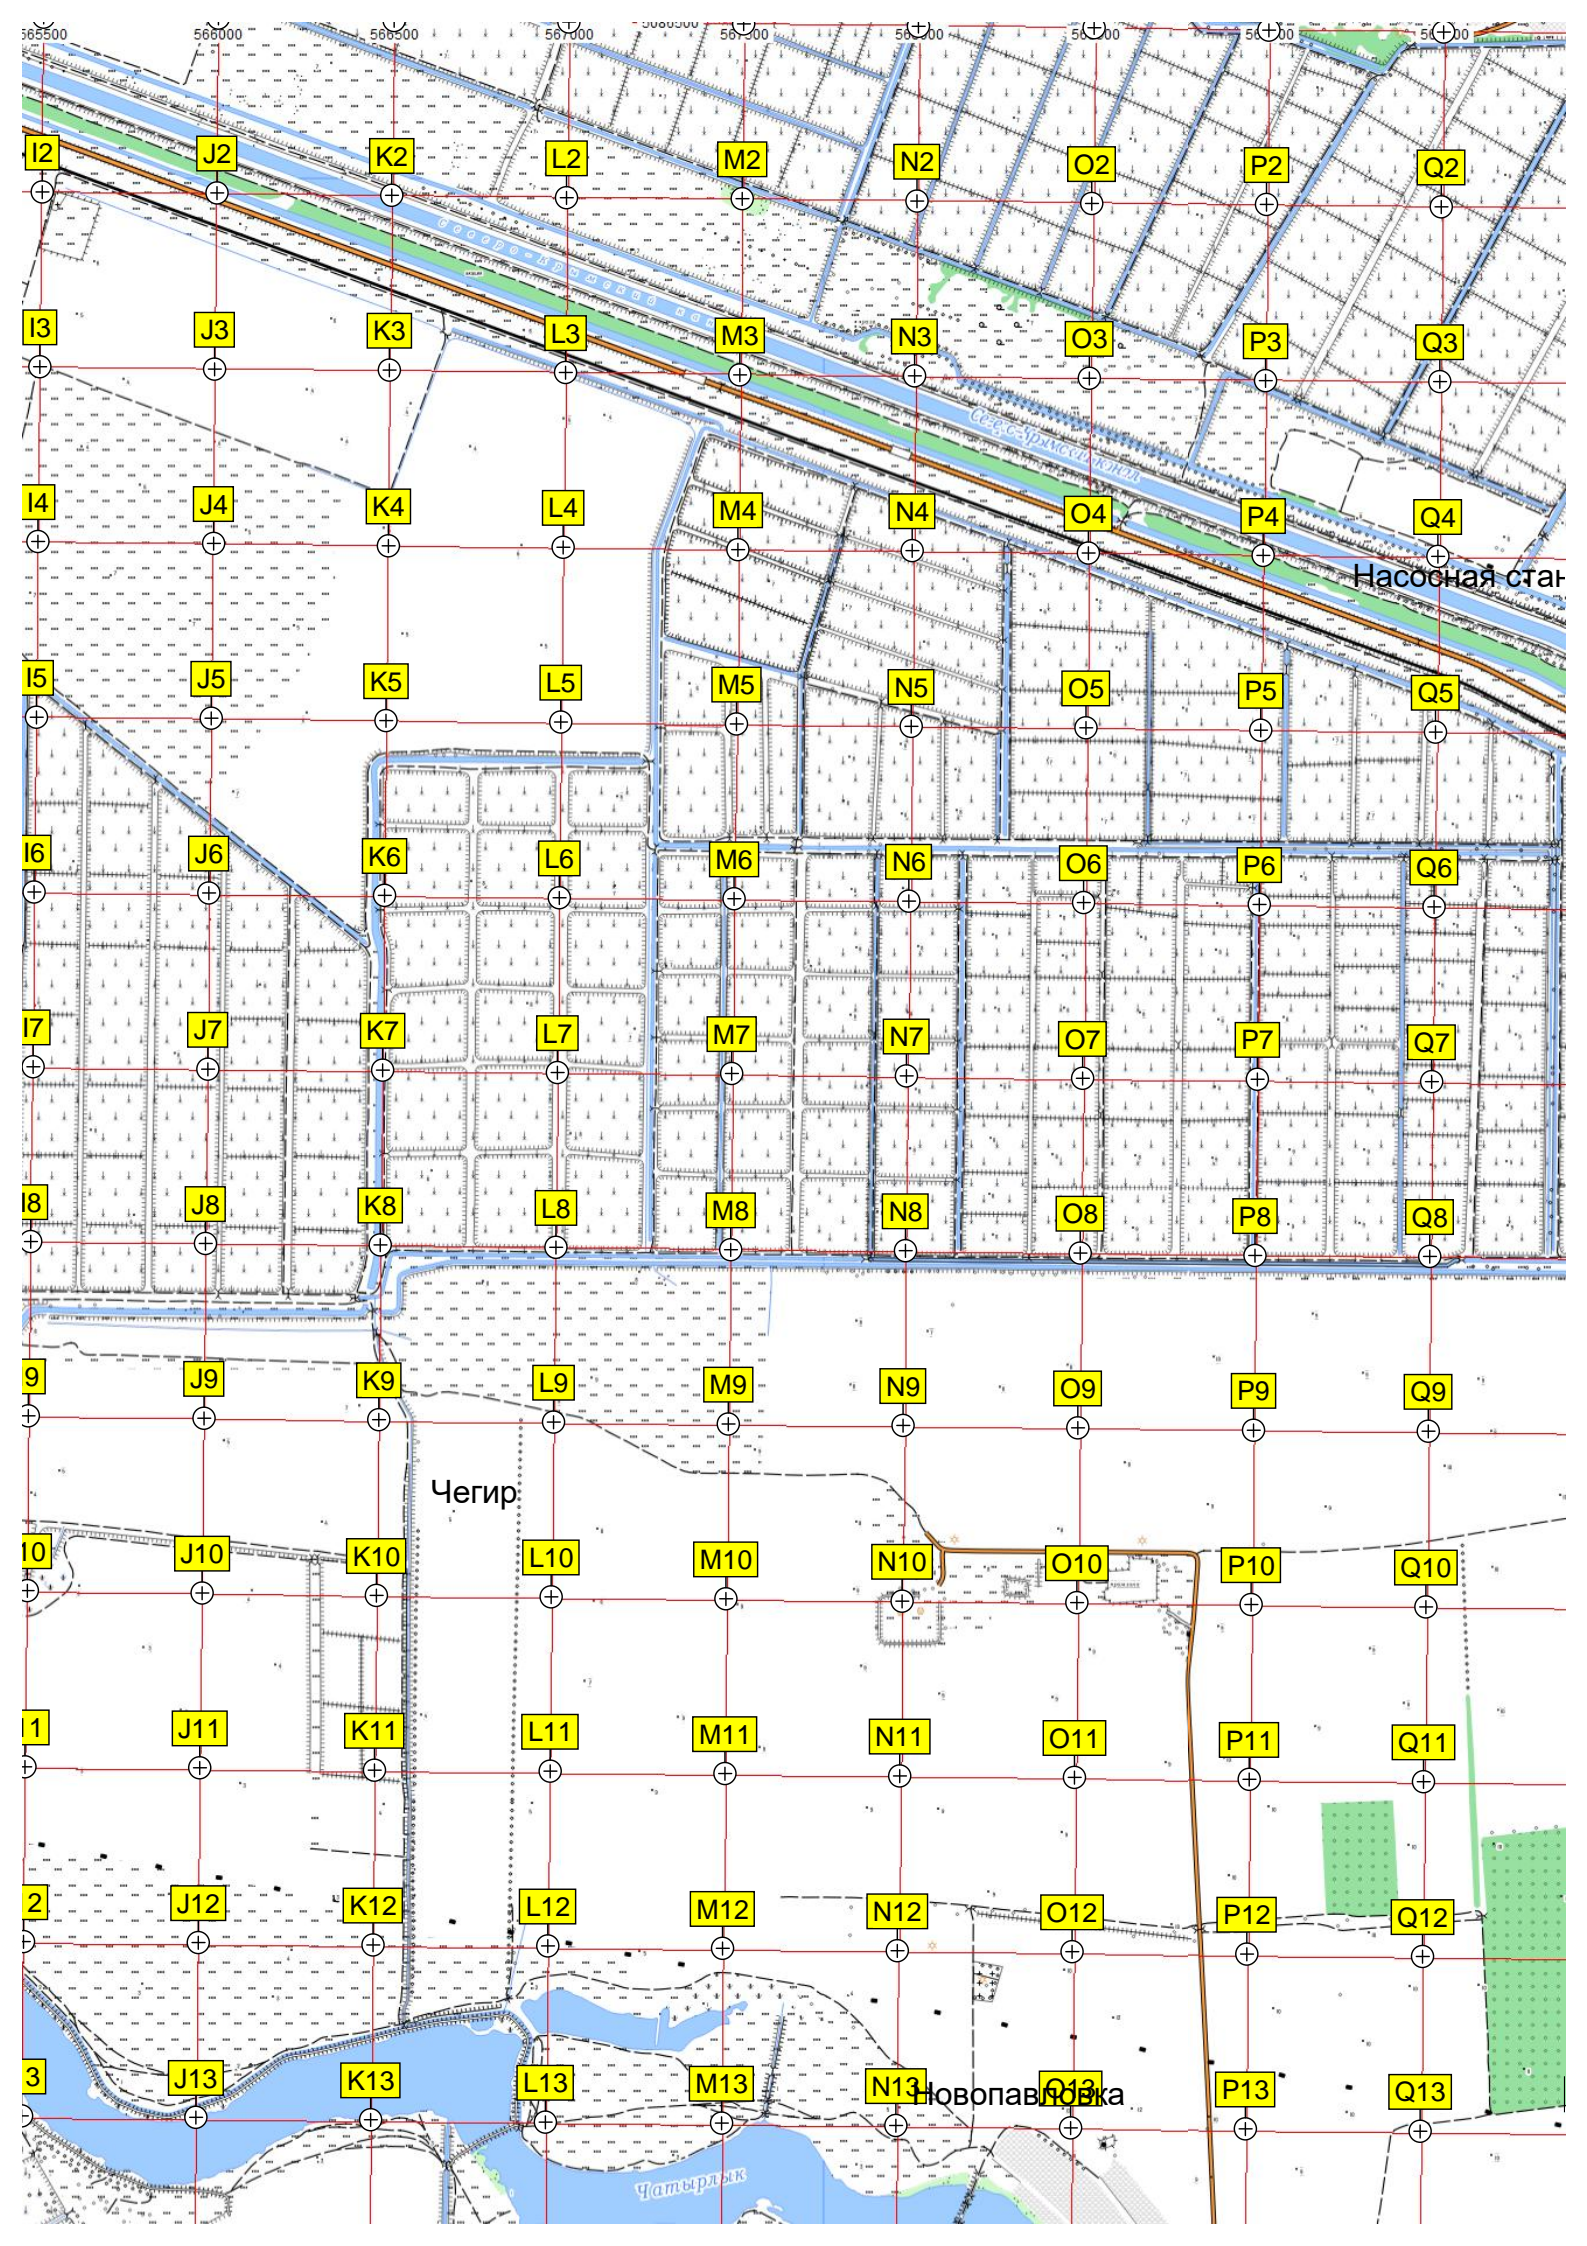 565500 566000 566500 567000 5086500
I2 J2 K2 L2 M2 N2 O2 P2 Q2
Северо-Крымский кан
I3 J3 K3 L3 M3 N3 O3 P3 Q3
I4 J4 K4 L4 M4 N4 O4 P4 Q4
Насосная стан
I5 J5 K5 L5 M5 N5 O5 P5 Q5
I6 J6 K6 L6 M6 N6 O6 P6 Q6
I7 J7 K7 L7 M7 N7 O7 P7 Q7
I8 J8 K8 L8 M8 N8 O8 P8 Q8
9 J9 K9 L9 M9 N9 O9 P9 Q9
Чегир
10 J10 K10 L10 M10 N10 O10 P10 Q10
11 J11 K11 L11 M11 N11 O11 P11 Q11
2 J12 K12 L12 M12 N12 O12 P12 Q12
3 J13 K13 L13 M13 N13 O13 P13 Q13
Новопавловка
Чатырлык